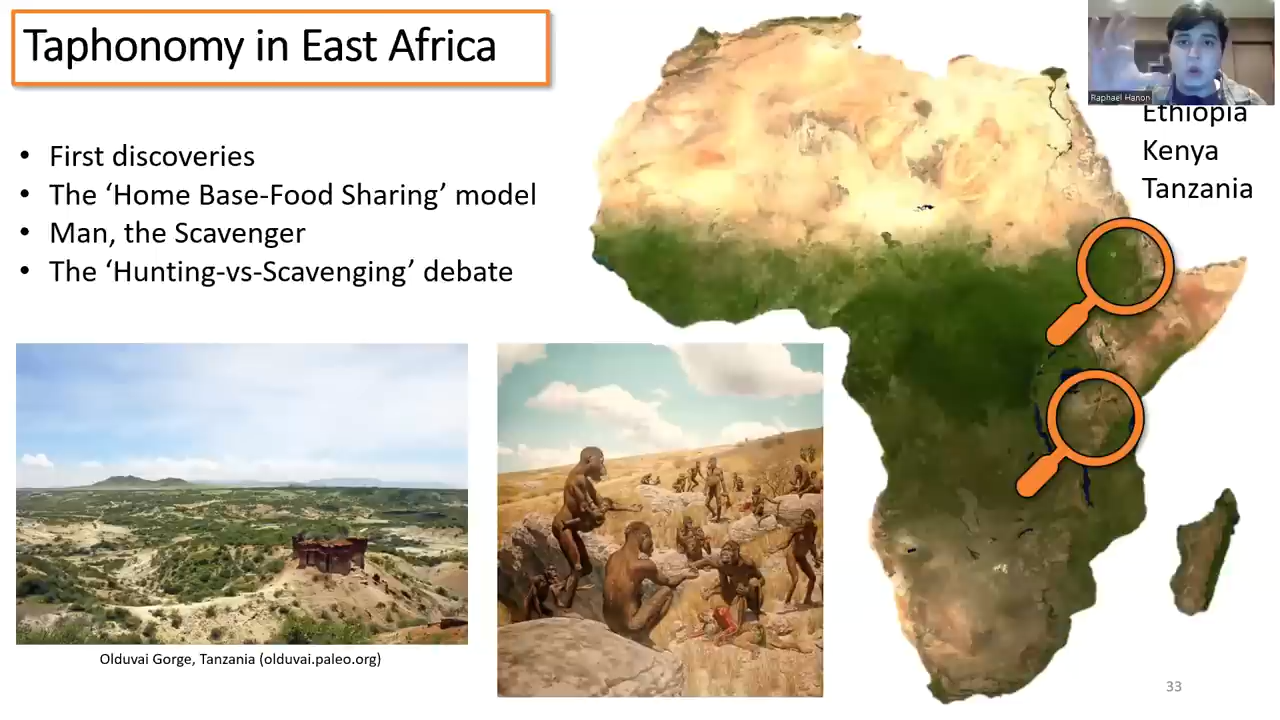 Taphonomy in East Africa
• First discoveries
• The ‘Home Base-Food Sharing’ model
• Man, the Scavenger
• The ‘Hunting-vs-Scavenging’ debate
Raphael Hanon
Ethiopia
Kenya
Tanzania
Olduvai Gorge, Tanzania (olduvai.paleo.org)
33